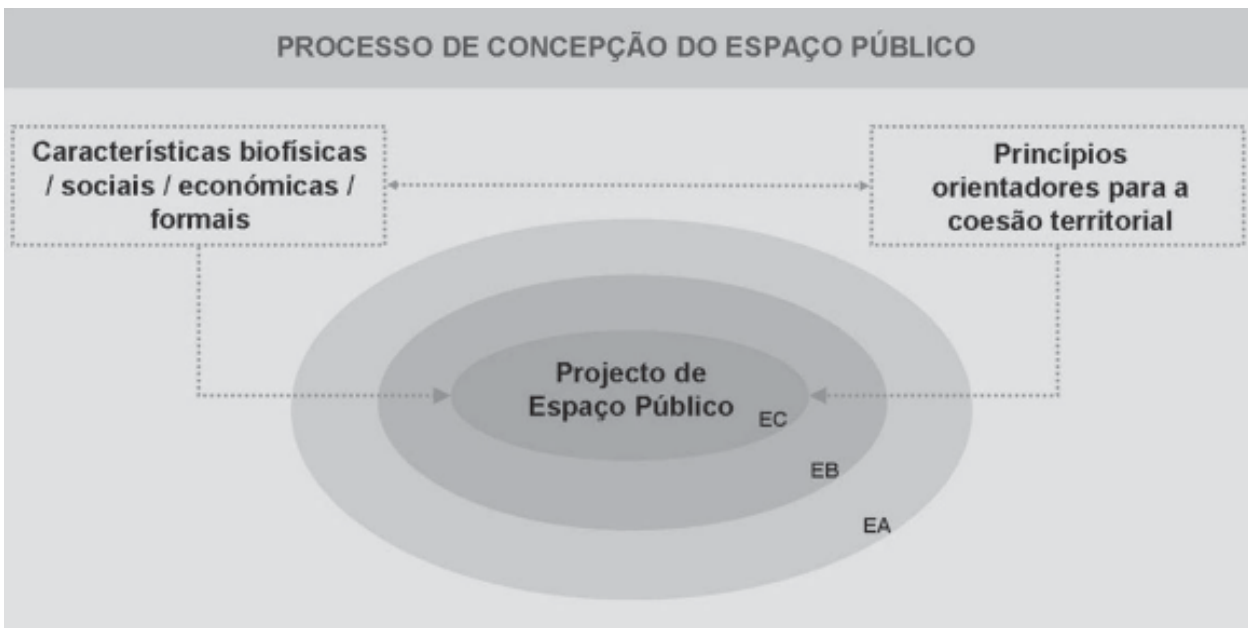 PROCESSO DE CONCEPÇÃO DO ESPAÇO PÚBLICO
Características biofísicas
/ sociais / económicas /
formais
Princípios
orientadores para a
coesão territorial
Projecto de
Espaço Público
EC
EB
EA